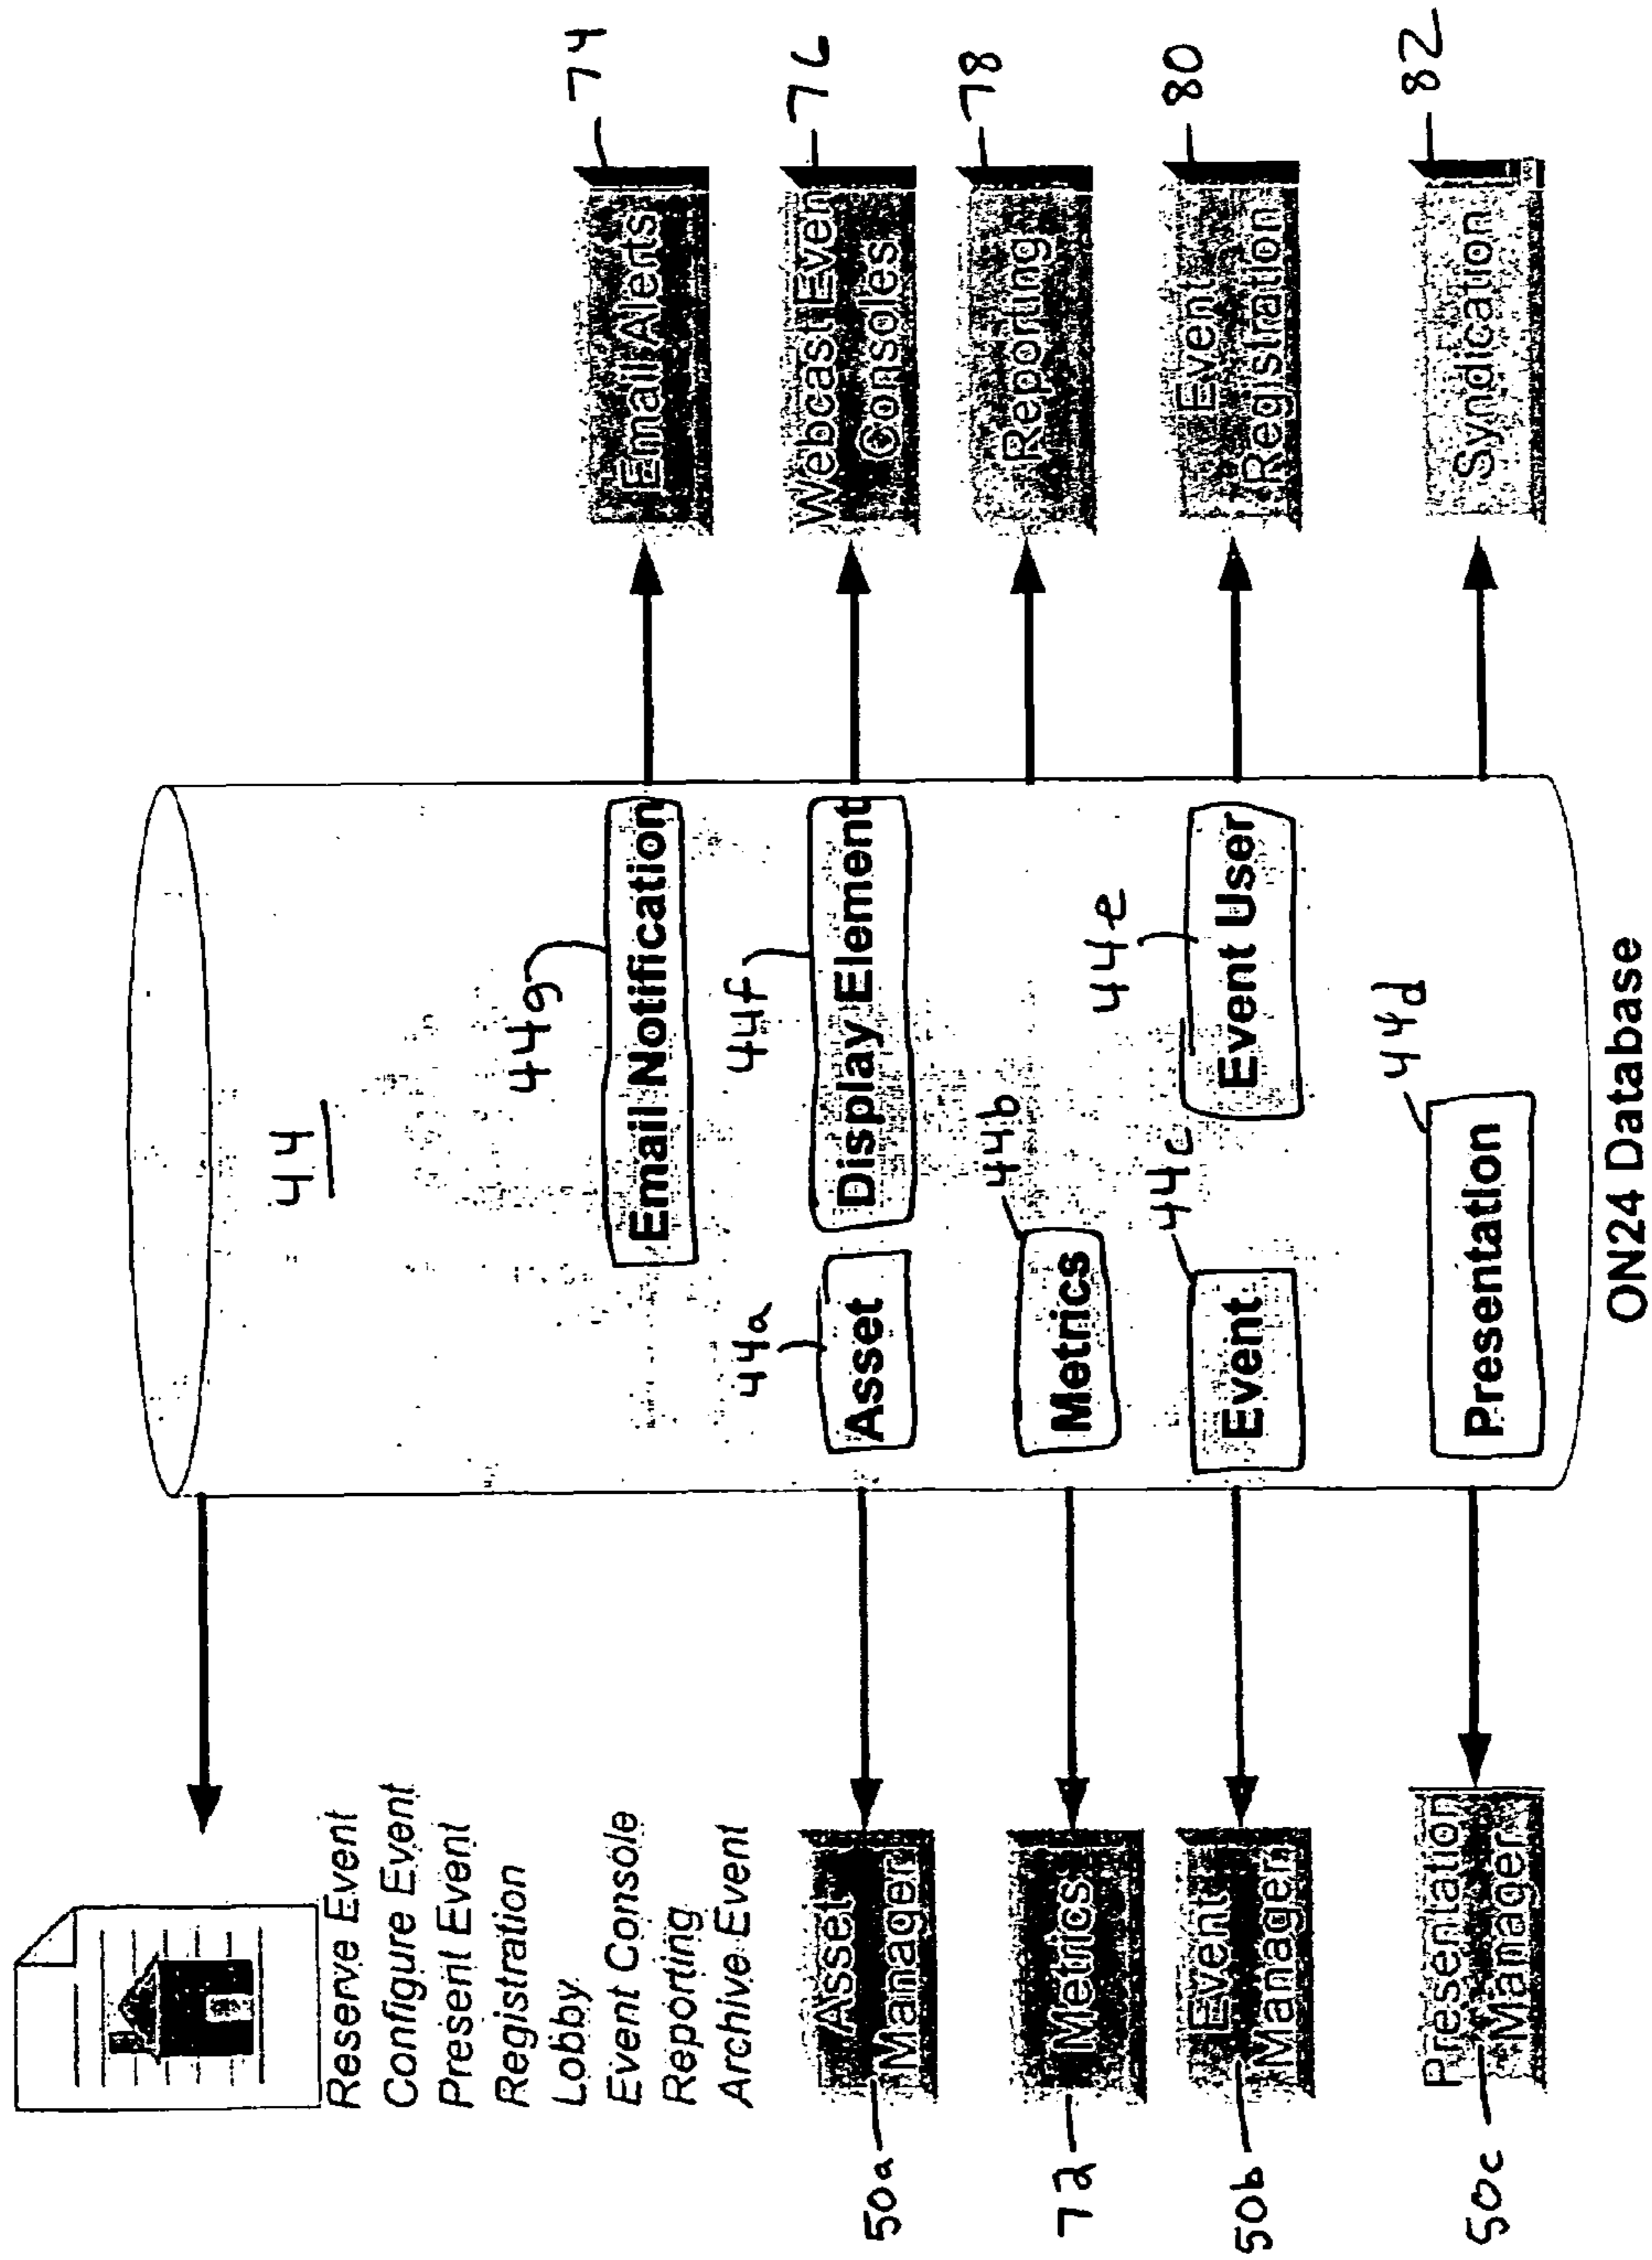 Reserve Event
Configure Event
Present Event
Registration
Lobby
Event Console
Reporting
Archive Event
44
44g
Email Notification
74
Email Alerts
50a
Asset
Manager
44a
Asset
44f
Display Element
76
Webcast Even
Consoles
72
Metrics
44b
Metrics
78
Reporting
50b
Event
Manager
44c
Event
44e
Event User
80
Event
Registration
50c
Presentation
Manager
44d
Presentation
82
Syndication
ON24 Database